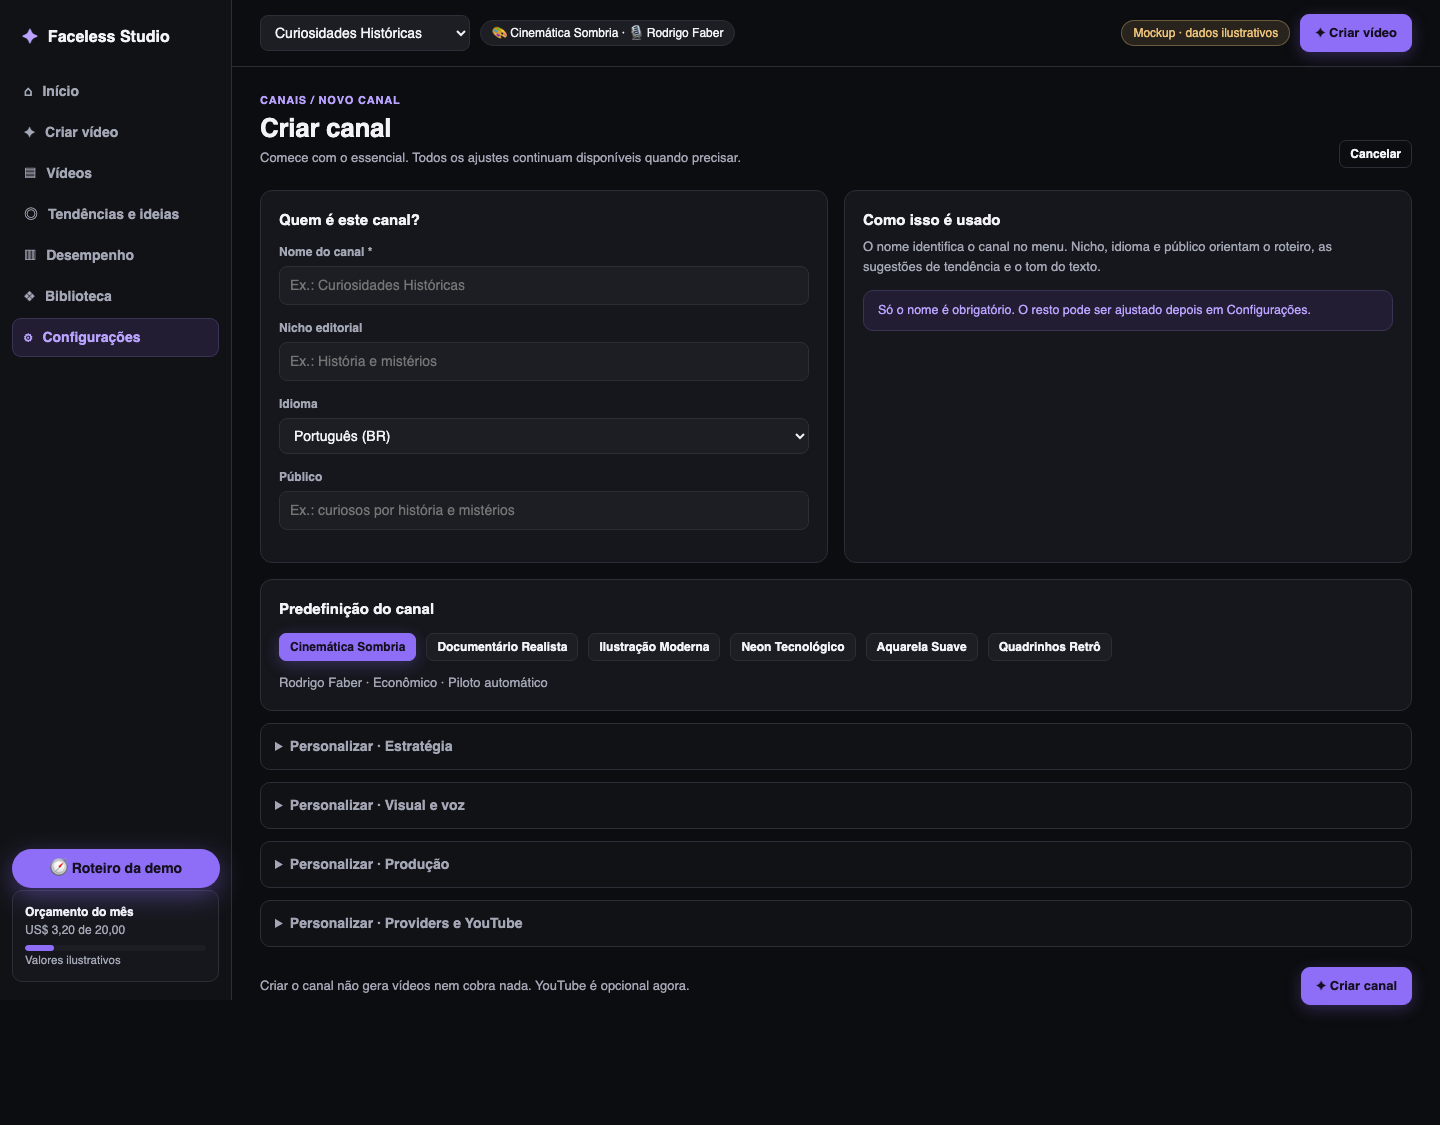 Faceless Studio
Início
Criar vídeo
Vídeos
Tendências e ideias
Desempenho
Biblioteca
Configurações
Roteiro da demo
Orçamento do mês
US$ 3,20 de 20,00
Valores ilustrativos
Curiosidades Históricas
Cinemática Sombria · Rodrigo Faber
Mockup · dados ilustrativos
Criar vídeo
CANAIS / NOVO CANAL
Criar canal
Comece com o essencial. Todos os ajustes continuam disponíveis quando precisar.
Cancelar
Quem é este canal?
Nome do canal *
Ex.: Curiosidades Históricas
Nicho editorial
Ex.: História e mistérios
Idioma
Português (BR)
Público
Ex.: curiosos por história e mistérios
Como isso é usado
O nome identifica o canal no menu. Nicho, idioma e público orientam o roteiro, as
sugestões de tendência e o tom do texto.
Só o nome é obrigatório. O resto pode ser ajustado depois em Configurações.
Predefinição do canal
Cinemática Sombria
Documentário Realista
Ilustração Moderna
Neon Tecnológico
Aquarela Suave
Quadrinhos Retrô
Rodrigo Faber · Econômico · Piloto automático
Personalizar · Estratégia
Personalizar · Visual e voz
Personalizar · Produção
Personalizar · Providers e YouTube
Criar o canal não gera vídeos nem cobra nada. YouTube é opcional agora.
Criar canal